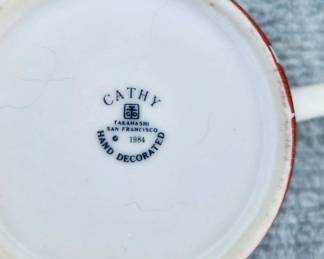 CATHY
TAKAHASHI
SAN FRANCISCO
© 1984
HAND DECORATED